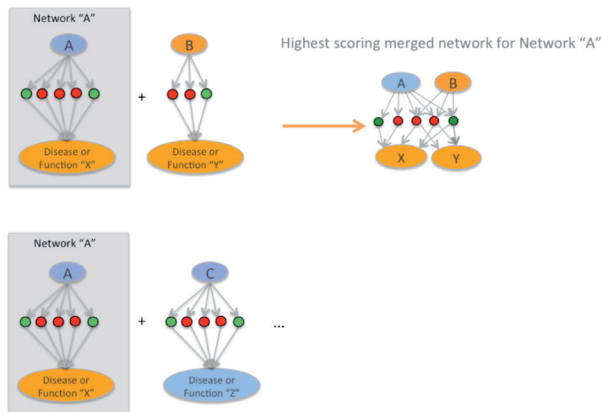 Network “A”
A
B
+
Disease or
Function “X”
Disease or
Function “Y”
Highest scoring merged network for Network “A”
A
B
X
Y
Network “A”
A
C
+
...
Disease or
Function “X”
Disease or
Function “Z”